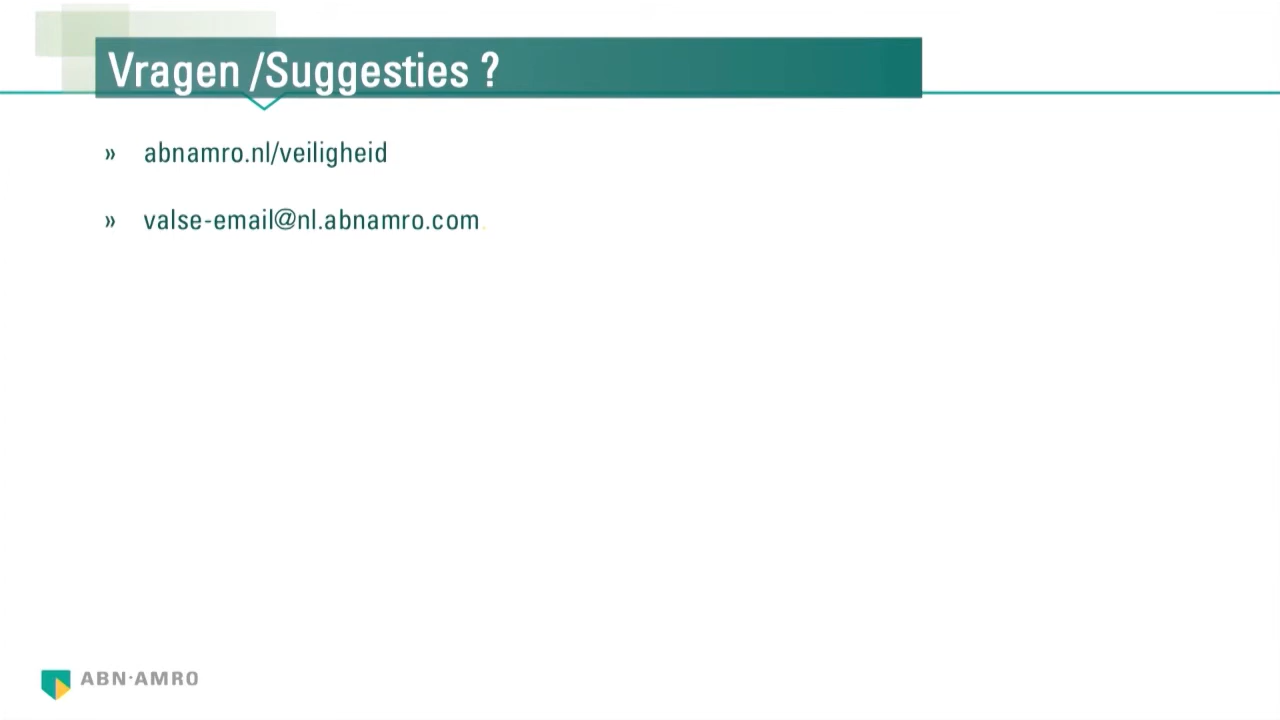 Vragen /Suggesties ?
» abnamro.nl/veiligheid
» valse-email@nl.abnamro.com
ABN·AMRO